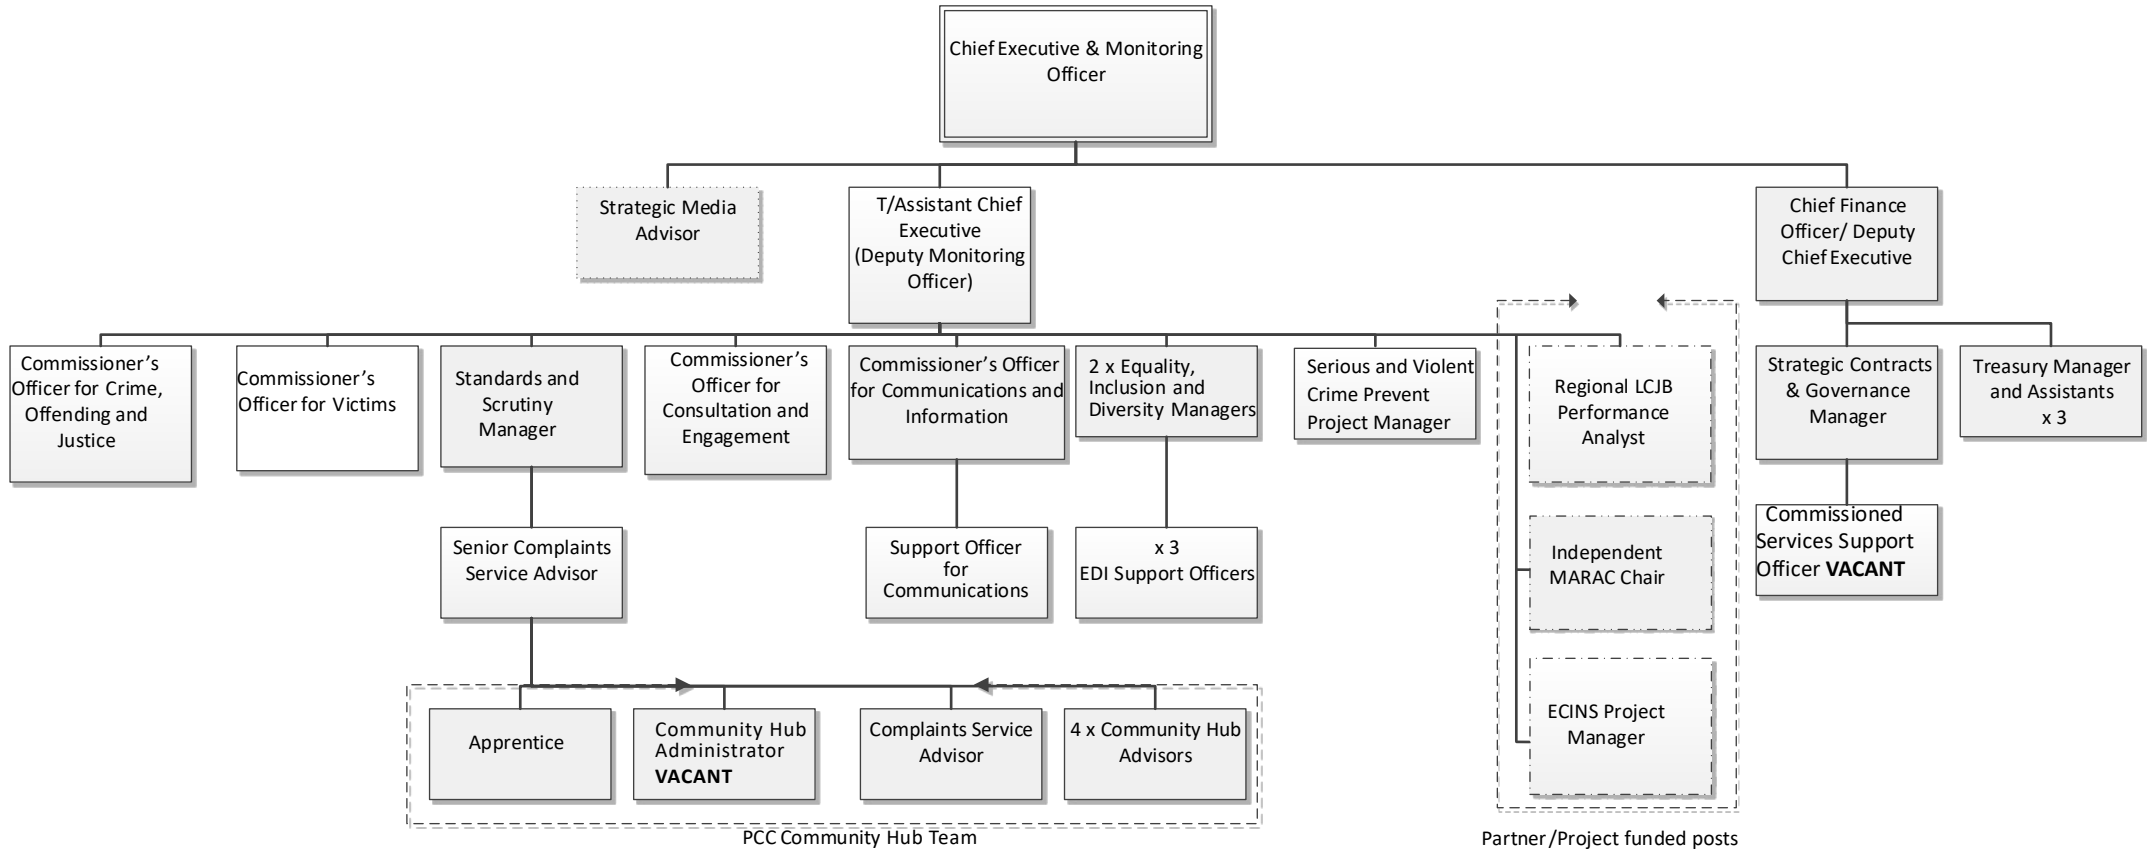 Chief Executive & Monitoring
Officer
Strategic Media
Advisor
T/Assistant Chief
Executive
(Deputy Monitoring
Officer)
Chief Finance
Officer/ Deputy
Chief Executive
Commissioner’s
Officer for Crime,
Offending and
Justice
Commissioner’s
Officer for Victims
Standards and
Scrutiny
Manager
Commissioner’s
Officer for
Consultation and
Engagement
Commissioner’s Officer
for Communications and
Information
2 x Equality,
Inclusion and
Diversity Managers
Serious and Violent
Crime Prevent
Project Manager
Regional LCJB
Performance
Analyst
Strategic Contracts
& Governance
Manager
Treasury Manager
and Assistants
x 3
Senior Complaints
Service Advisor
Support Officer
for
Communications
x 3
EDI Support Officers
Independent
MARAC Chair
Commissioned
Services Support
Officer VACANT
ECINS Project
Manager
Apprentice
Community Hub
Administrator
VACANT
Complaints Service
Advisor
4 x Community Hub
Advisors
PCC Community Hub Team
Partner/Project funded posts